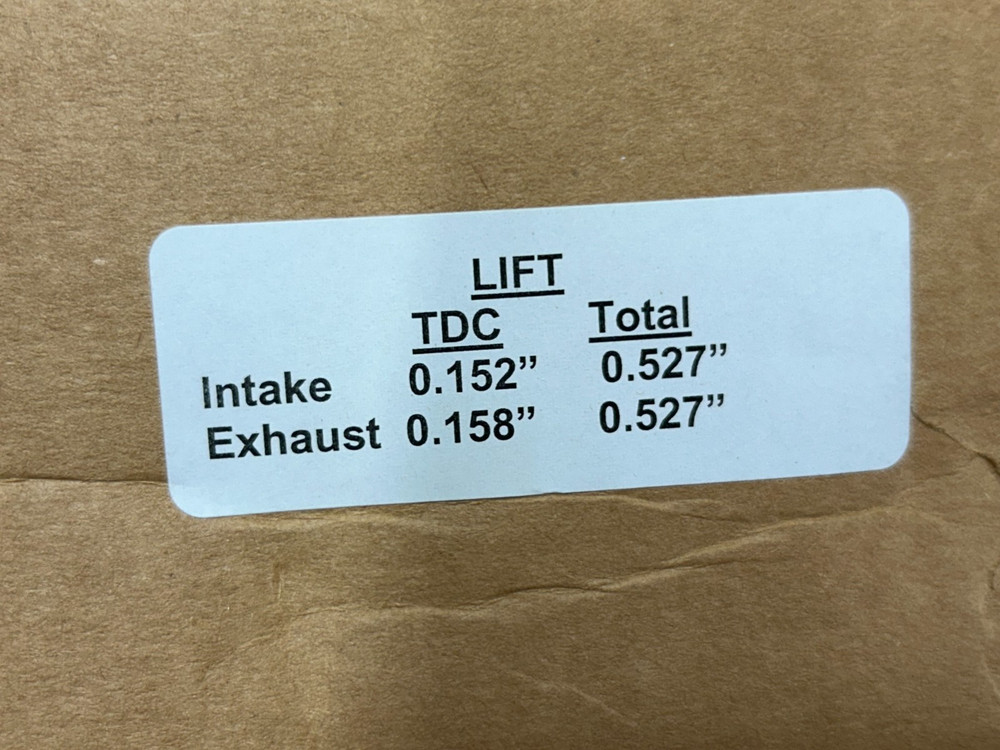 LIFT
TDC Total
Intake 0.152” 0.527”
Exhaust 0.158” 0.527”